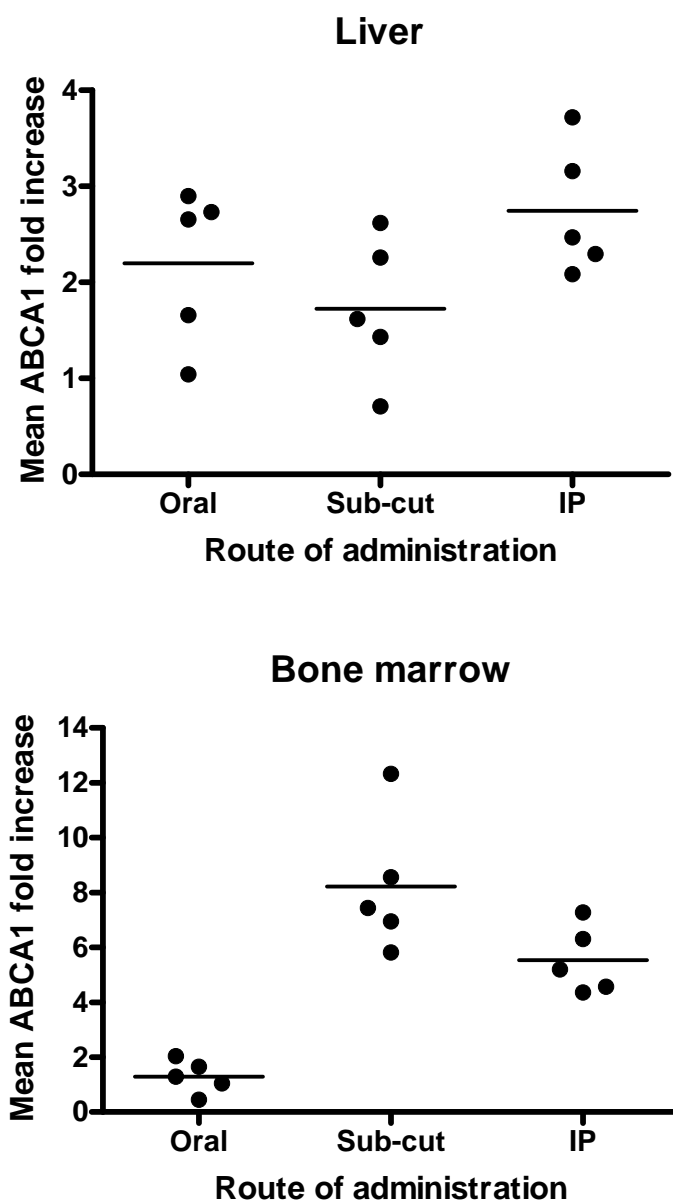 Liver
Mean ABCA1 fold increase
4
3
2
1
0
Oral Sub-cut IP
Route of administration
Bone marrow
Mean ABCA1 fold increase
14
12
10
8
6
4
2
0
Oral Sub-cut IP
Route of administration